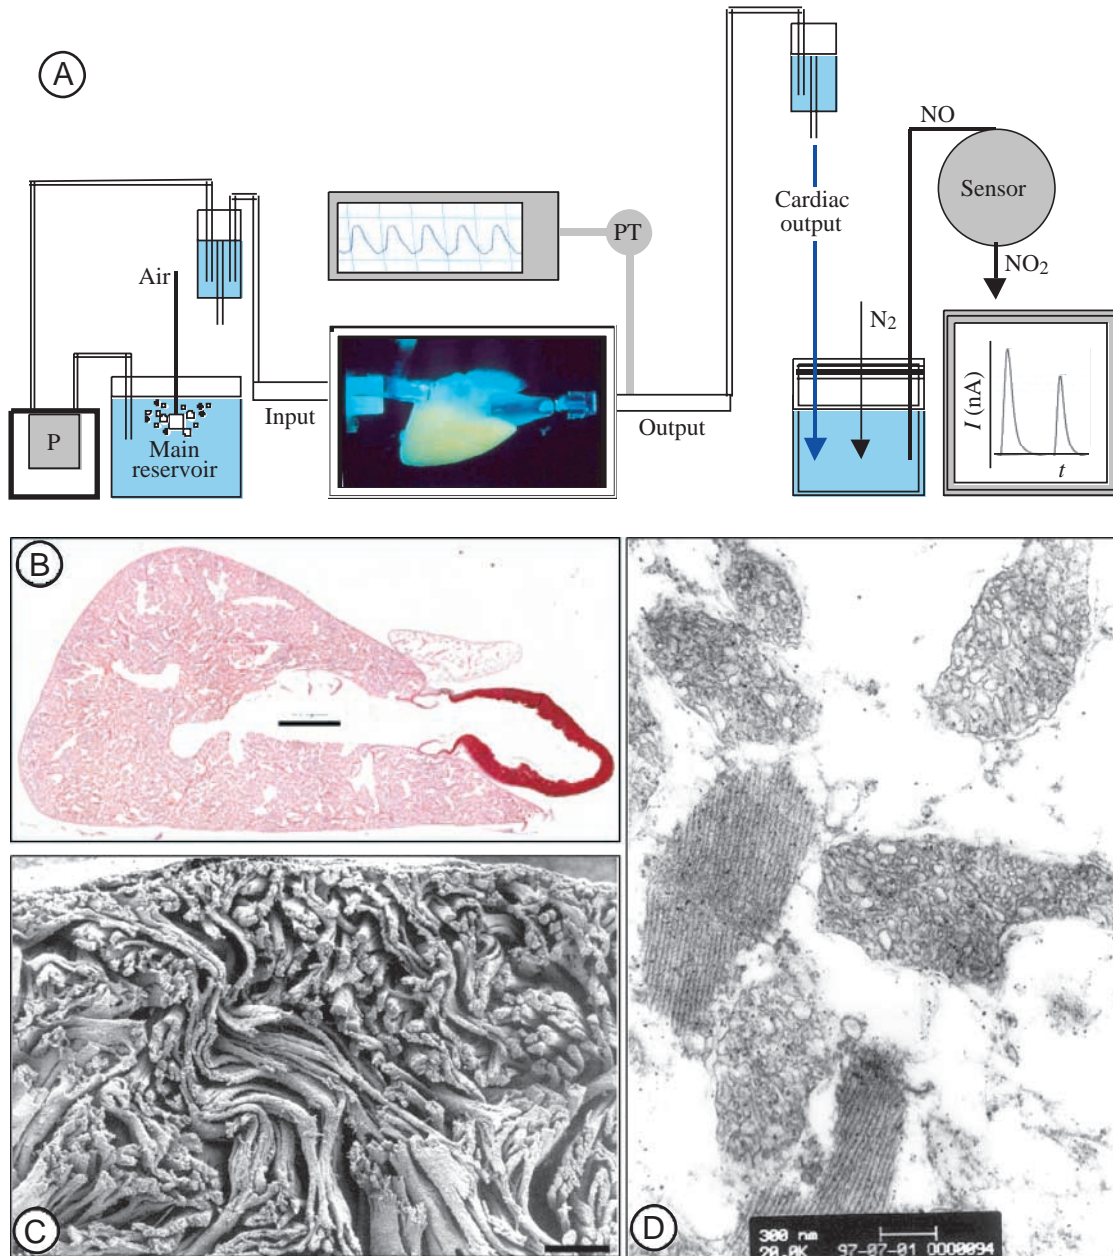 A
NO
Sensor
Cardiac
output
PT
Air
NO2
N2
I (nA)
Input
Output
P
Main
reservoir
t
B
C
D
300 nm
20.0K 97-07-01 0000094